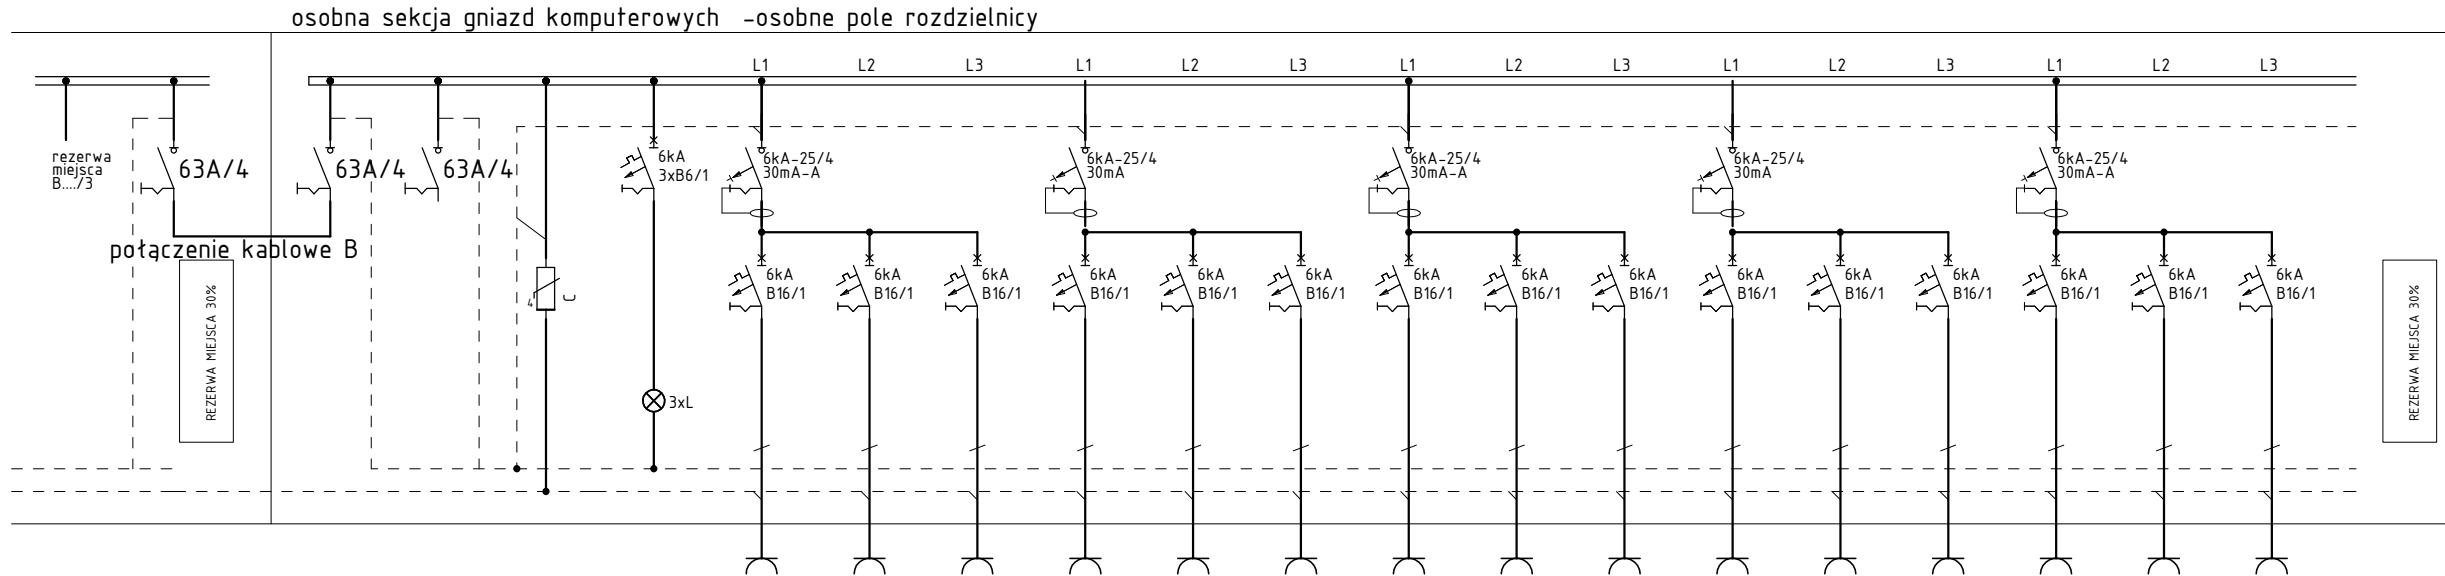 osobna sekcja gniazd komputerowych -osobne pole rozdzielnicy
L1 L2 L3 L1 L2 L3 L1 L2 L3 L1 L2 L3 L1 L2 L3
rezerwa
miejsca
B..../3
63A/4
63A/4
63A/4
6kA
3xB6/1
6kA-25/4
30mA-A
6kA-25/4
30mA
6kA-25/4
30mA-A
6kA-25/4
30mA
6kA-25/4
30mA-A
połączenie kablowe B
REZERWA MIEJSCA 30%
4
C
3xL
6kA
B16/1
6kA
B16/1
6kA
B16/1
6kA
B16/1
6kA
B16/1
6kA
B16/1
6kA
B16/1
6kA
B16/1
6kA
B16/1
6kA
B16/1
6kA
B16/1
6kA
B16/1
6kA
B16/1
6kA
B16/1
6kA
B16/1
REZERWA MIEJSCA 30%